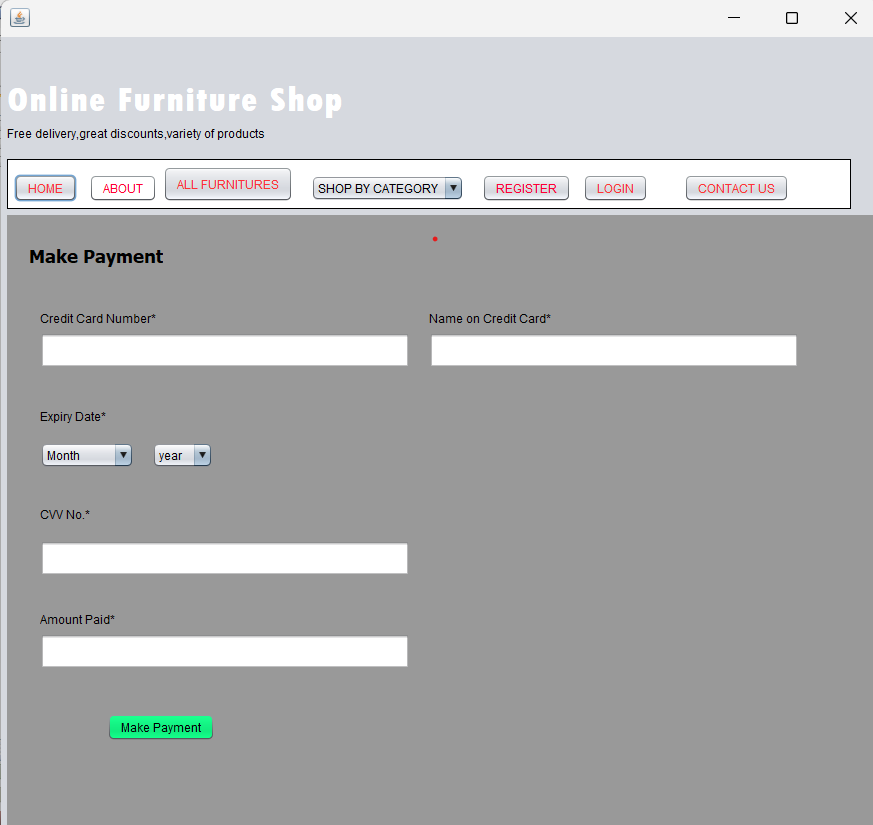 Online Furniture Shop
Free delivery,great discounts,variety of products
HOME ABOUT ALL FURNITURES SHOP BY CATEGORY REGISTER LOGIN CONTACT US
Make Payment
Credit Card Number* Name on Credit Card*
Expiry Date*
Month year
CVV No.*
Amount Paid*
Make Payment